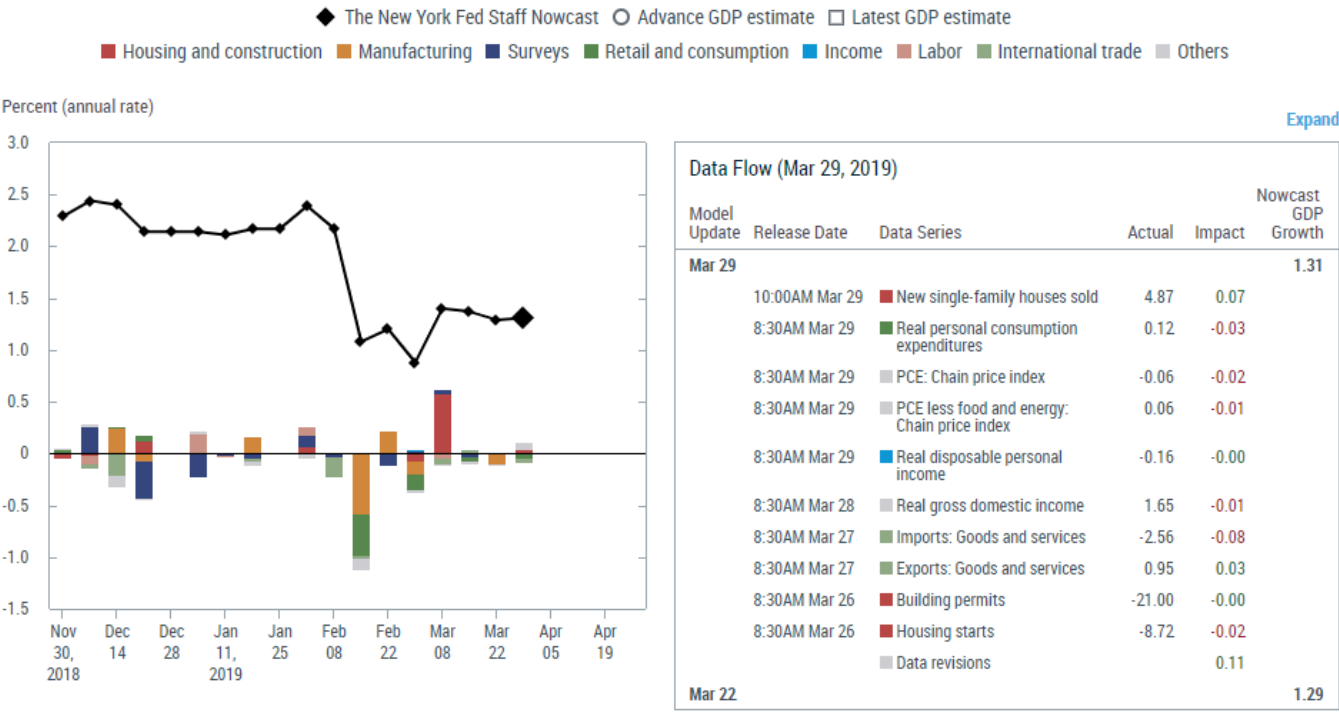 The New York Fed Staff Nowcast Advance GDP estimate Latest GDP estimate
Housing and construction Manufacturing Surveys Retail and consumption Income Labor International trade Others
Percent (annual rate)
Expand
3.0
2.5
2.0
1.5
1.0
0.5
0
-0.5
-1.0
-1.5
Nov 30, 2018
Dec 14
Dec 28
Jan 11, 2019
Jan 25
Feb 08
Feb 22
Mar 08
Mar 22
Apr 05
Apr 19
Data Flow (Mar 29, 2019)
Model Update Release Date Data Series Actual Impact Nowcast GDP Growth
Mar 29 1.31
10:00AM Mar 29 New single-family houses sold 4.87 0.07
8:30AM Mar 29 Real personal consumption 0.12 -0.03
expenditures
8:30AM Mar 29 PCE: Chain price index -0.06 -0.02
8:30AM Mar 29 PCE less food and energy: 0.06 -0.01
Chain price index
8:30AM Mar 29 Real disposable personal -0.16 -0.00
income
8:30AM Mar 28 Real gross domestic income 1.65 -0.01
8:30AM Mar 27 Imports: Goods and services -2.56 -0.08
8:30AM Mar 27 Exports: Goods and services 0.95 0.03
8:30AM Mar 26 Building permits -21.00 -0.00
8:30AM Mar 26 Housing starts -8.72 -0.02
Data revisions 0.11
Mar 22 1.29